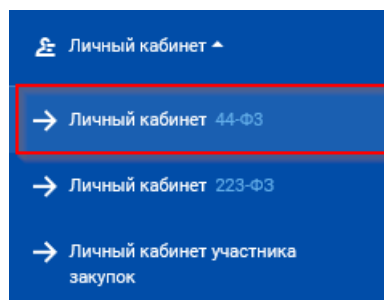 Личный кабинет
Личный кабинет 44-ФЗ
Личный кабинет 223-ФЗ
Личный кабинет участника
закупок